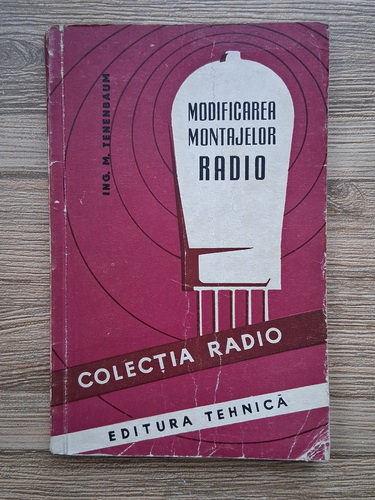 ING. M. TENENBAUM
MODIFICAREA
MONTAJELOR
RADIO
COLECȚIA RADIO
EDITURA TEHNICĂ